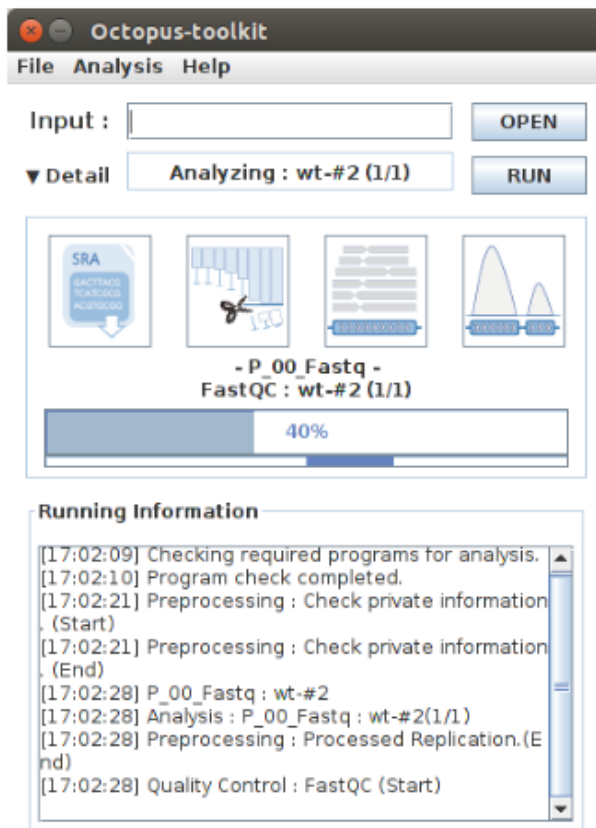 Octopus-toolkit
File Analysis Help
Input :
OPEN
▼ Detail
Analyzing : wt-#2 (1/1)
RUN
SRA
GACTTACG
TCATCGCG
ACGTGCGG
- P_00_Fastq -
FastQC : wt-#2 (1/1)
40%
Running Information
[17:02:09] Checking required programs for analysis.
[17:02:10] Program check completed.
[17:02:21] Preprocessing : Check private information
. (Start)
[17:02:21] Preprocessing : Check private information
. (End)
[17:02:28] P_00_Fastq : wt-#2
[17:02:28] Analysis : P_00_Fastq : wt-#2(1/1)
[17:02:28] Preprocessing : Processed Replication.(E
nd)
[17:02:28] Quality Control : FastQC (Start)